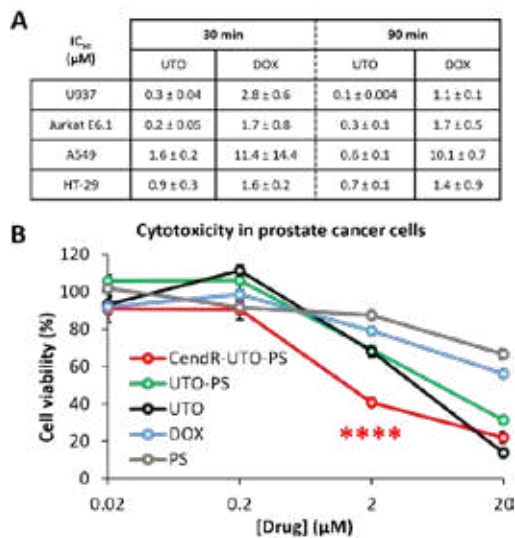 A
IC50 (µM) 30 min 90 min
UTO DOX UTO DOX
U937 0.3 ± 0.04 2.8 ± 0.6 0.1 ± 0.004 1.1 ± 0.1
Jurkat E6.1 0.2 ± 0.05 1.7 ± 0.8 0.3 ± 0.1 1.7 ± 0.5
A549 1.6 ± 0.2 11.4 ± 14.4 0.6 ± 0.1 10.1 ± 0.7
HT-29 0.9 ± 0.3 1.6 ± 0.2 0.7 ± 0.1 1.4 ± 0.9
B Cytotoxicity in prostate cancer cells
Cell viability (%)
120
100
80
60
40
20
0
CendR-UTO-PS
UTO-PS
UTO
DOX
PS
****
0.02 0.2 2 20
[Drug] (µM)